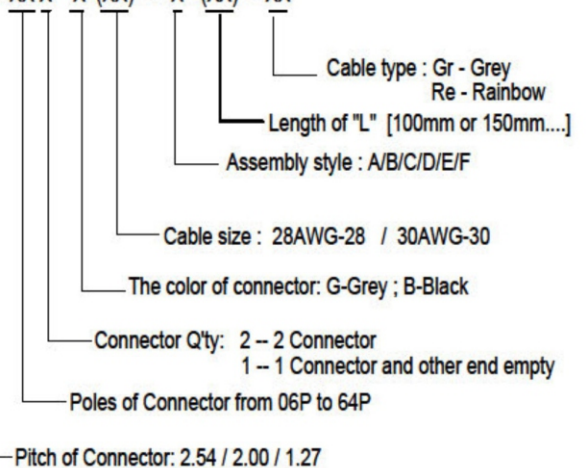 Cable type : Gr - Grey
Re - Rainbow
Length of "L" [100mm or 150mm....]
Assembly style : A/B/C/D/E/F
Cable size : 28AWG-28 / 30AWG-30
The color of connector: G-Grey ; B-Black
Connector Q'ty: 2 -- 2 Connector
1 -- 1 Connector and other end empty
Poles of Connector from 06P to 64P
Pitch of Connector: 2.54 / 2.00 / 1.27